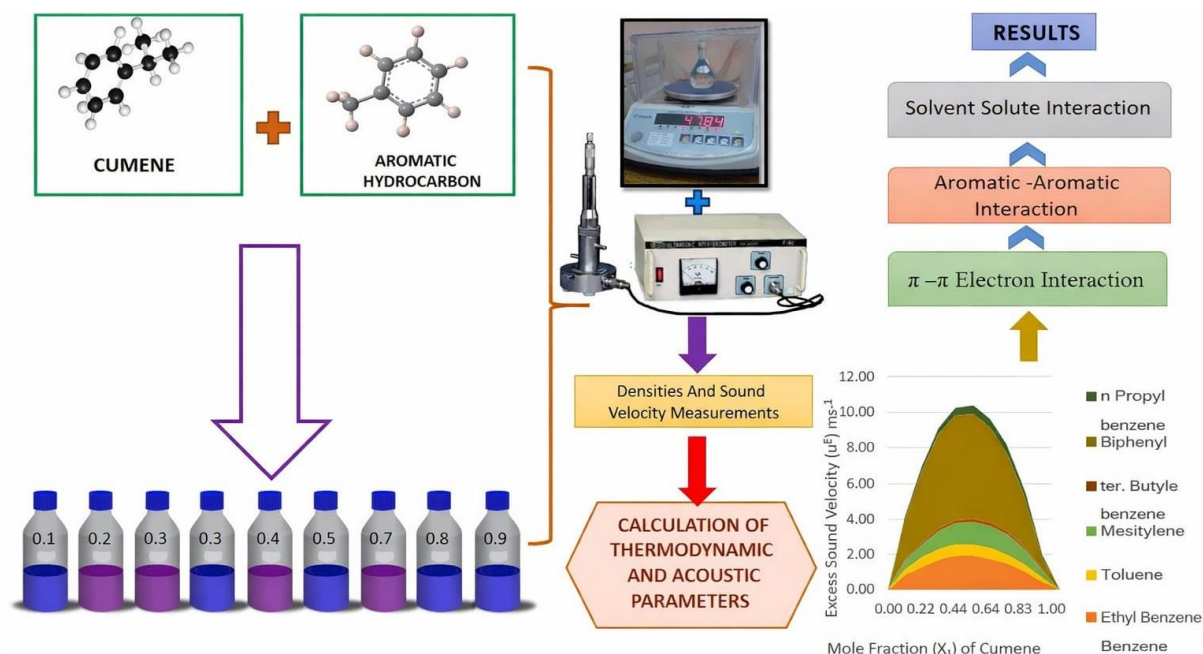 CUMENE
AROMATIC
HYDROCARBON
0.1
0.2
0.3
0.3
0.4
0.5
0.7
0.8
0.9
47.84
Densities And Sound
Velocity Measurements
CALCULATION OF
THERMODYNAMIC
AND ACOUSTIC
PARAMETERS
RESULTS
Solvent Solute Interaction
Aromatic -Aromatic
Interaction
π –π Electron Interaction
Excess Sound Velocity (uᴱ) ms⁻¹
12.00
10.00
8.00
6.00
4.00
2.00
0.00
0.00 0.22 0.44 0.64 0.83 1.00
Mole Fraction (X₁) of Cumene
n Propyl
benzene
Biphenyl
ter. Butyle
benzene
Mesitylene
Toluene
Ethyl Benzene
Benzene